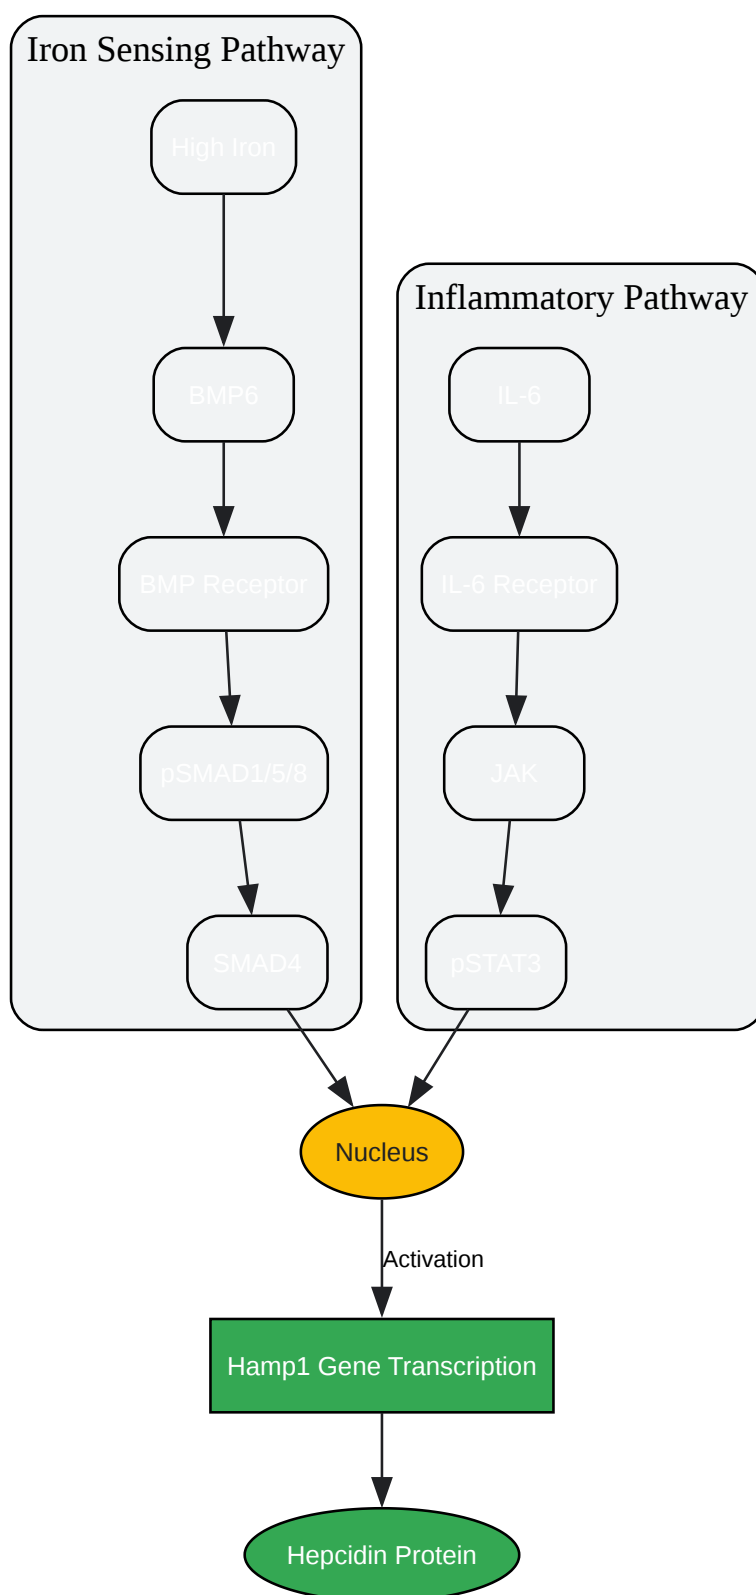 Iron Sensing Pathway
High Iron
BMP6
BMP Receptor
pSMAD1/5/8
SMAD4
Inflammatory Pathway
IL-6
IL-6 Receptor
JAK
pSTAT3
Nucleus
Activation
Hamp1 Gene Transcription
Hepcidin Protein